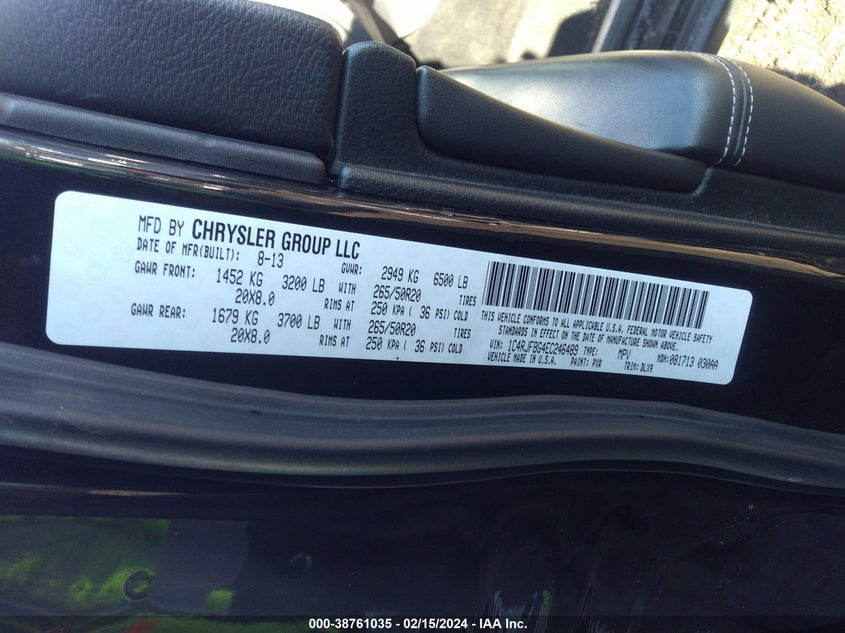 MFD BY CHRYSLER GROUP LLC
DATE OF MFR(BUILT): 8-13 GVWR: 2949 KG 6500 LB
GAWR FRONT: 1452 KG 3200 LB WITH 265/50R20 TIRES
20X8.0 RIMS AT 250 KPA ( 36 PSI) COLD
GAWR REAR: 1679 KG 3700 LB WITH 265/50R20 TIRES
20X8.0 RIMS AT 250 KPA ( 36 PSI) COLD
THIS VEHICLE CONFORMS TO ALL APPLICABLE U.S.A. FEDERAL MOTOR VEHICLE SAFETY
STANDARDS IN EFFECT ON THE DATE OF MANUFACTURE SHOWN ABOVE.
VIN: 1C4RJFBG4EC246489 TYPE: MPV MDH: 081713 030AA
VEHICLE MADE IN U.S.A. PAINT: PXR TRIM: DLX9
000-38761035 - 02/15/2024 - IAA Inc.